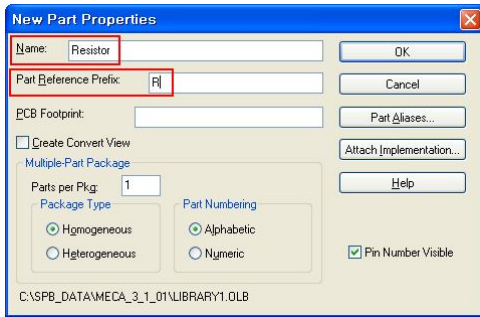 New Part Properties
Name: Resistor
OK
Part Reference Prefix: R
Cancel
PCB Footprint:
Part Aliases...
Create Convert View
Attach Implementation...
Multiple-Part Package
Parts per Pkg: 1
Help
Package Type
Part Numbering
Homogeneous
Alphabetic
Heterogeneous
Numeric
Pin Number Visible
C:\SPB_DATA\MECA_3_1_01\LIBRARY1.OLB